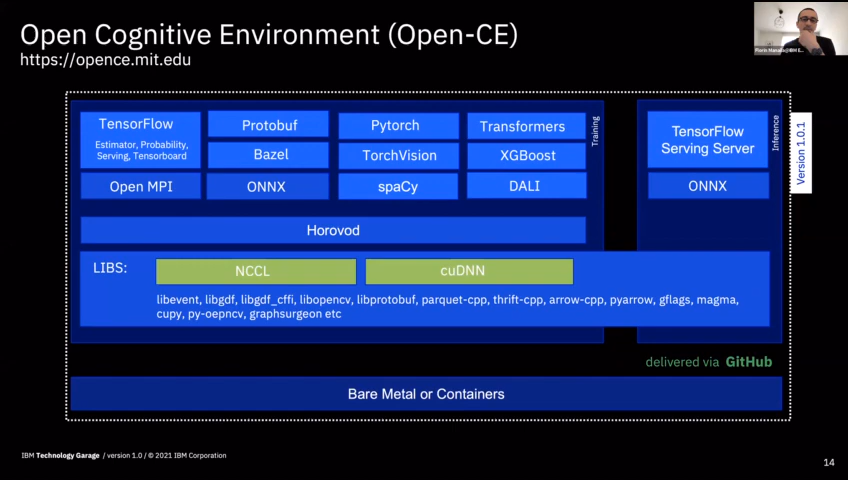 Open Cognitive Environment (Open-CE)
https://opence.mit.edu
TensorFlow
Estimator, Probability,
Serving, Tensorboard
Protobuf
Pytorch
Transformers
Bazel
TorchVision
XGBoost
Open MPI
ONNX
spaCy
DALI
Training
TensorFlow
Serving Server
ONNX
Inference
Version 1.0.1
Horovod
LIBS:
NCCL
cuDNN
libevent, libgdf, libgdf_cffi, libopencv, libprotobuf, parquet-cpp, thrift-cpp, arrow-cpp, pyarrow, gflags, magma,
cupy, py-oepncv, graphsurgeon etc
delivered via GitHub
Bare Metal or Containers
IBM Technology Garage / version 1.0 / © 2021 IBM Corporation
14